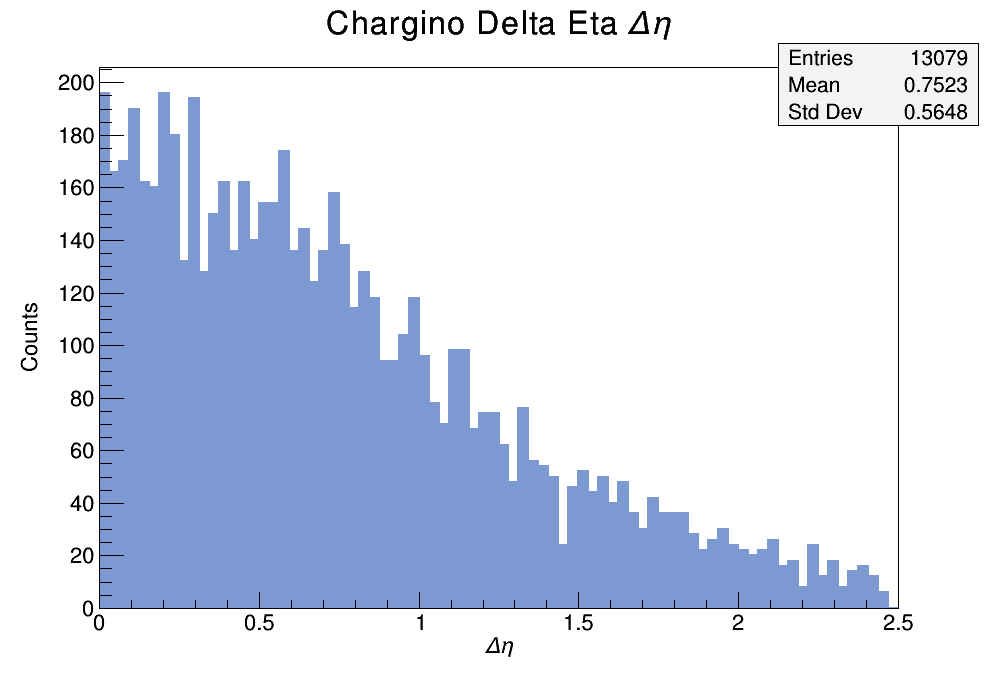 Chargino Delta Eta Δη
Entries 13079
Mean 0.7523
Std Dev 0.5648
Counts
200
180
160
140
120
100
80
60
40
20
0
0 0.5 1 1.5 2 2.5
Δη